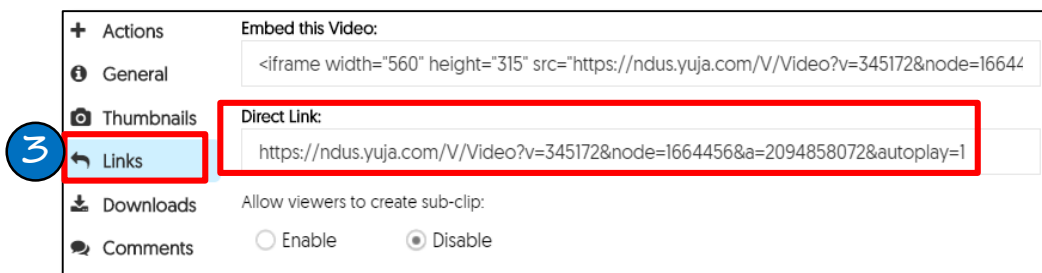 Actions
General
Thumbnails
3
Links
Downloads
Comments
Embed this Video:
<iframe width="560" height="315" src="https://ndus.yuja.com/V/Video?v=345172&node=16644
Direct Link:
https://ndus.yuja.com/V/Video?v=345172&node=1664456&a=2094858072&autoplay=1
Allow viewers to create sub-clip:
Enable
Disable